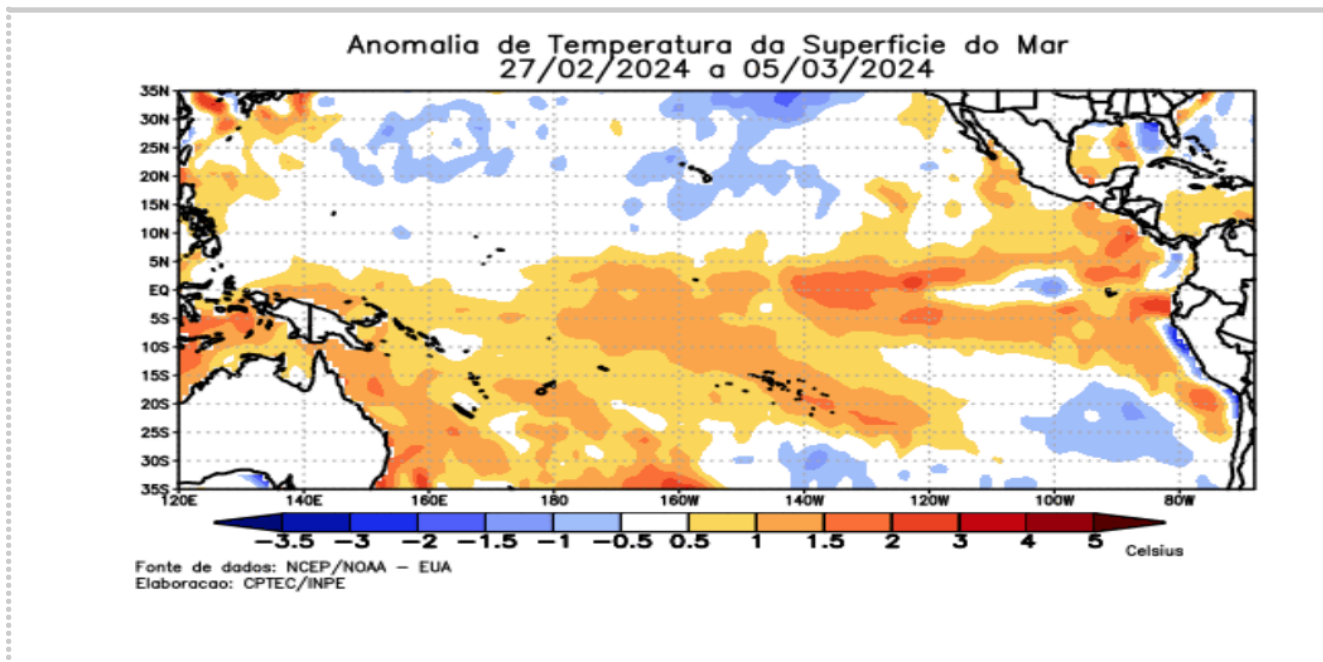 Anomalia de Temperatura da Superficie do Mar
27/02/2024 a 05/03/2024
35N
30N
25N
20N
15N
10N
5N
EQ
5S
10S
15S
20S
25S
30S
35S
120E 140E 160E 180 160W 140W 120W 100W 80W
-3.5 -3 -2 -1.5 -1 -0.5 0.5 1 1.5 2 3 4 5
Celsius
Fonte de dados: NCEP/NOAA - EUA
Elaboracao: CPTEC/INPE